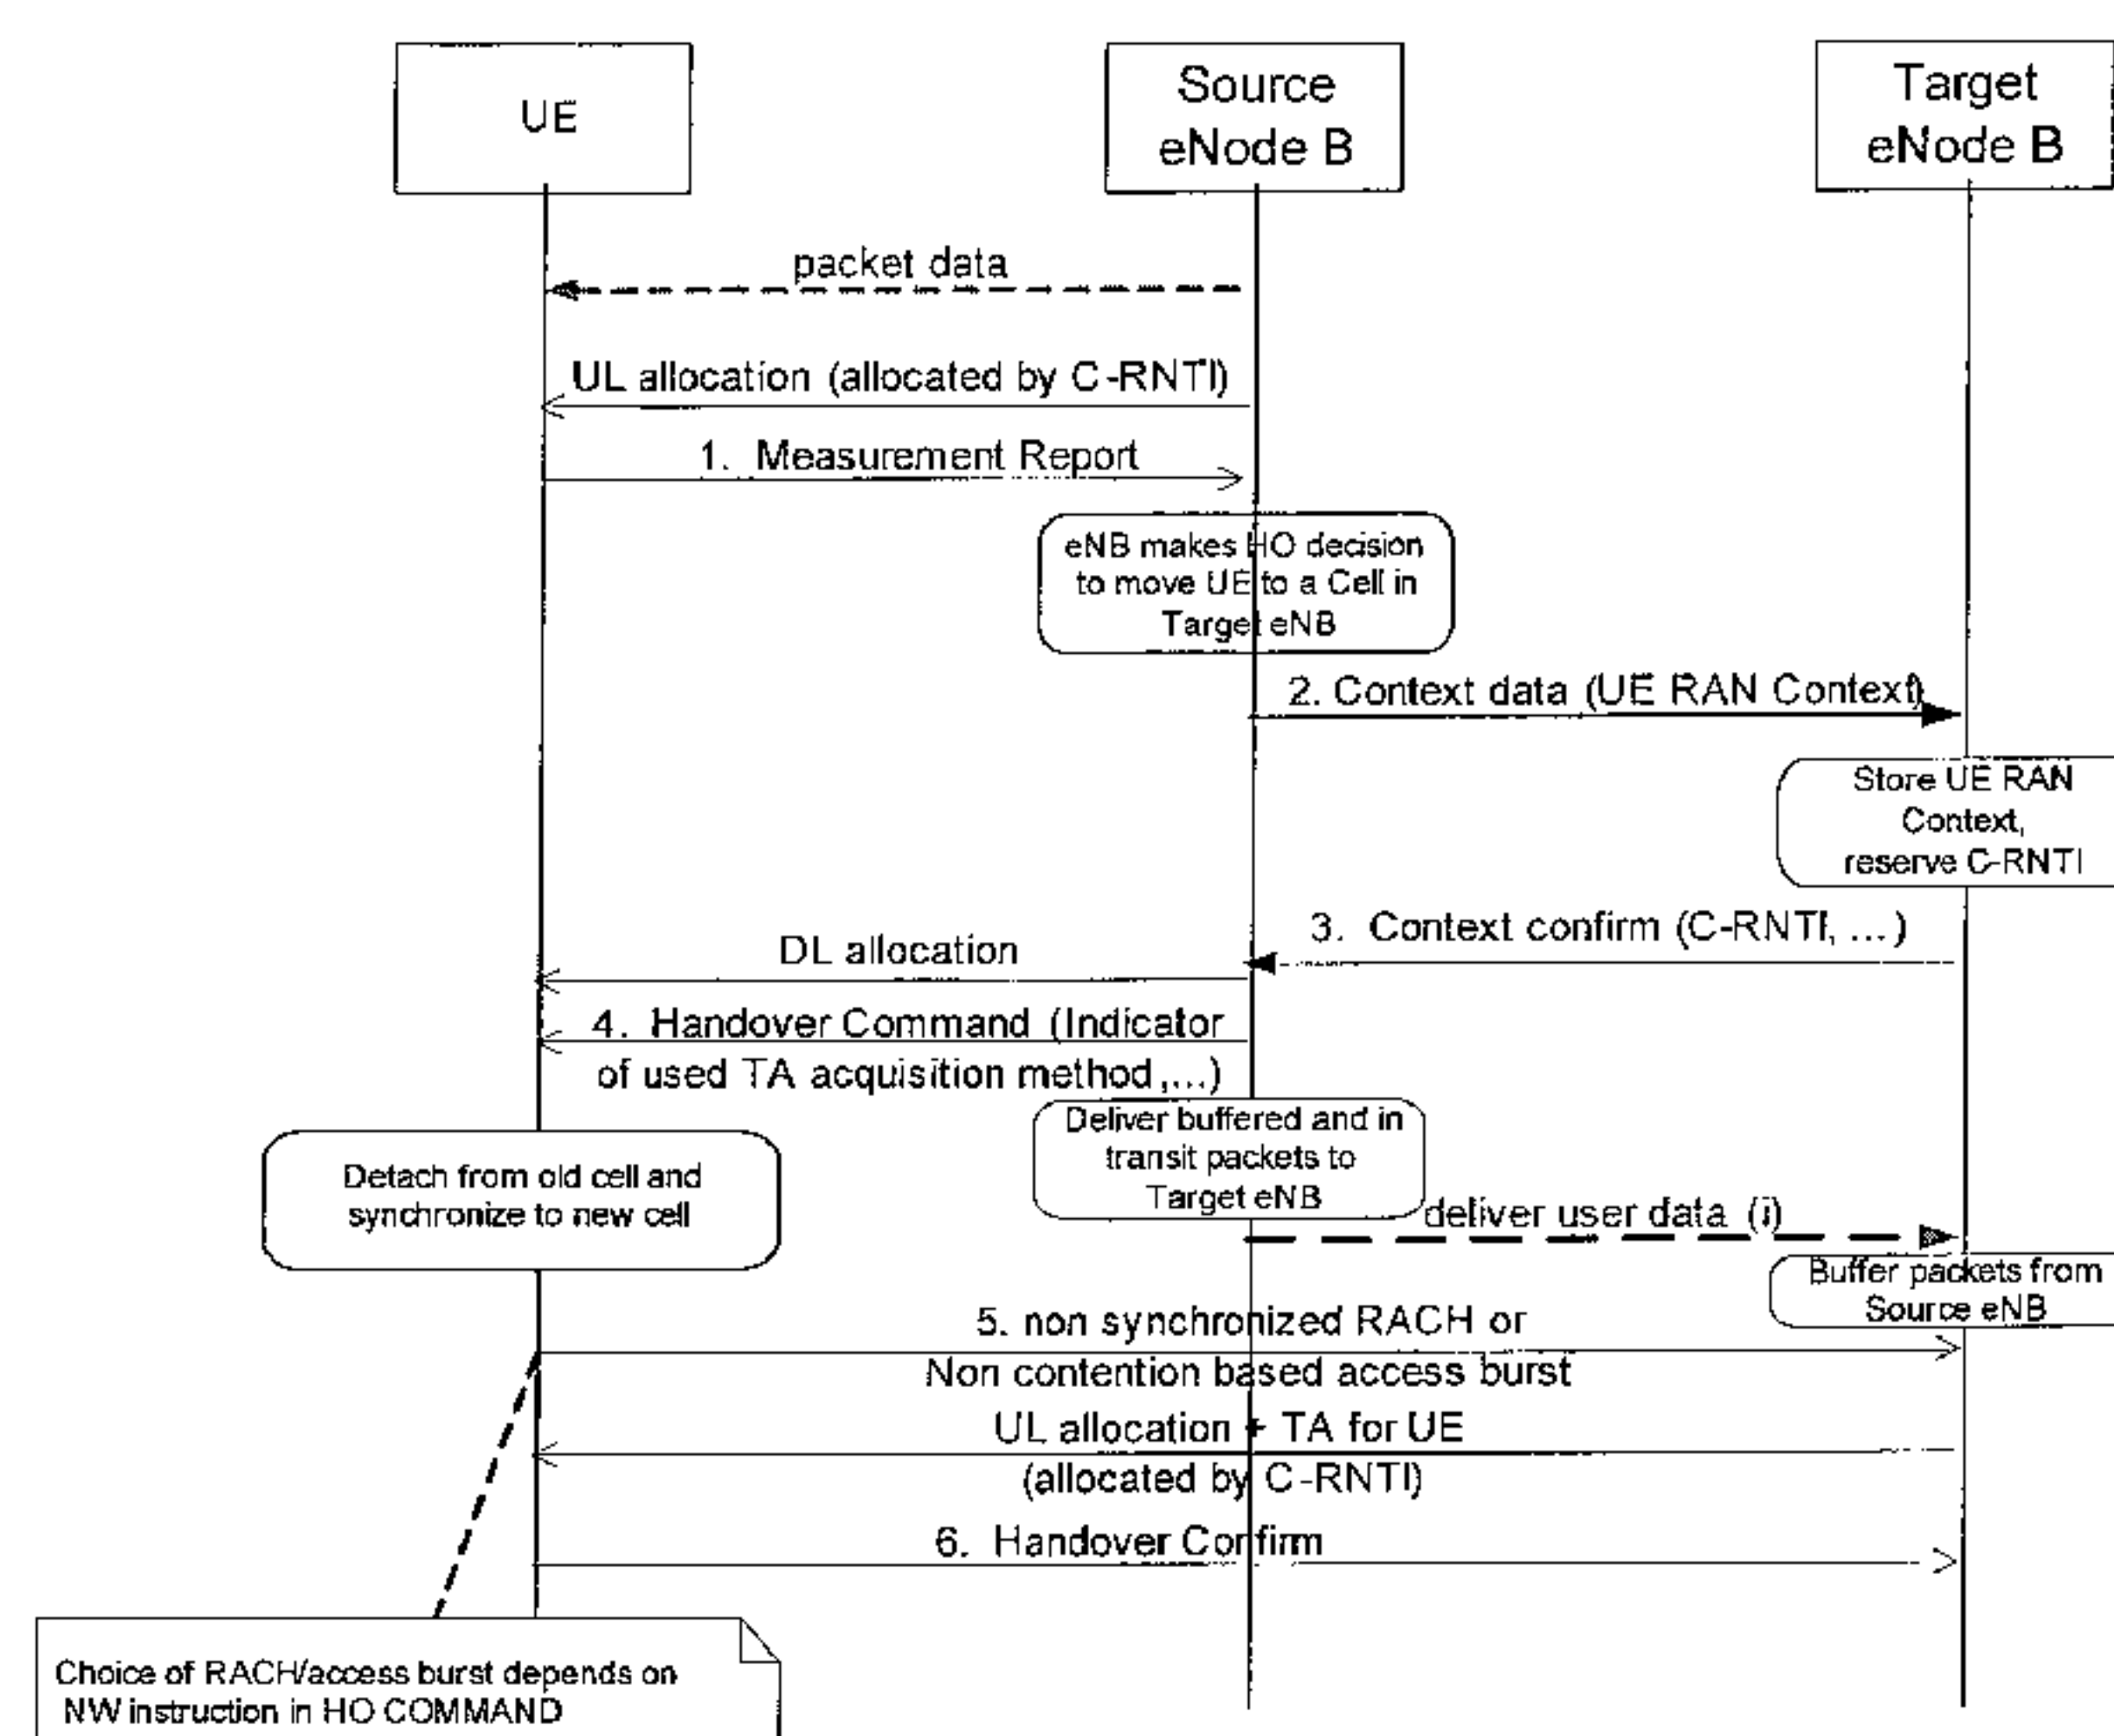 UE
Source
eNode B
Target
eNode B
packet data
UL allocation (allocated by C-RNTI)
1. Measurement Report
eNB makes HO decision
to move UE to a Cell in
Target eNB
2. Context data (UE RAN Context)
Store UE RAN
Context,
reserve C-RNTI
3. Context confirm (C-RNTI, ...)
DL allocation
4. Handover Command (Indicator
of used TA acquisition method,...)
Deliver buffered and in
transit packets to
Target eNB
Detach from old cell and
synchronize to new cell
deliver user data (i)
Buffer packets from
Source eNB
5. non synchronized RACH or
Non contention based access burst
UL allocation + TA for UE
(allocated by C-RNTI)
6. Handover Confirm
Choice of RACH/access burst depends on
NW instruction in HO COMMAND